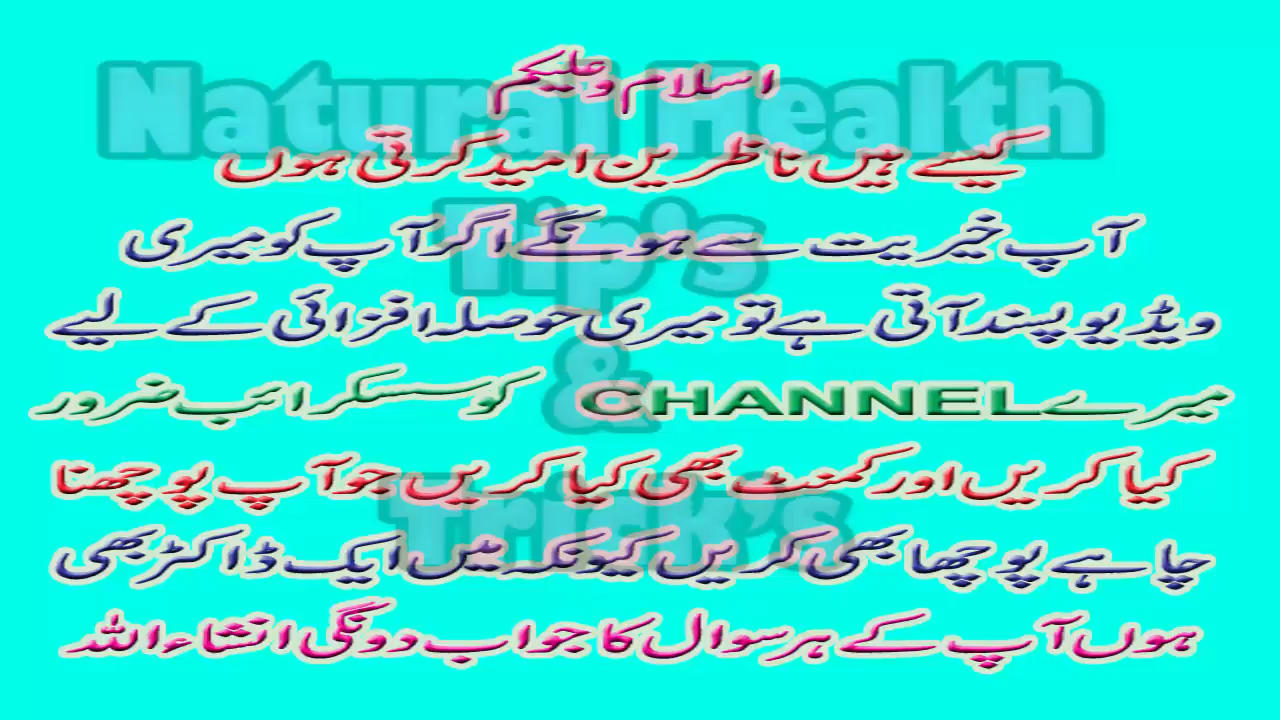 Natural Health
Tip's
&
Trick's
اسلام وعلیکم
کیسے ہیں ناظرین امید کرتی ہوں
آپ خیریت سے ہونگے اگر آپ کو میری
ویڈیو پسند آتی ہے تو میری حوصلہ افزائی کے لیے
میرے CHANNEL کو سسکرائب ضرور
کیا کریں اور کمنٹ بھی کیا کریں جو آپ پوچھنا
چاہے پوچھا بھی کریں کیونکہ میں ایک ڈاکٹر بھی
ہوں آپ کے ہر سوال کا جواب دونگی انشاءاللہ